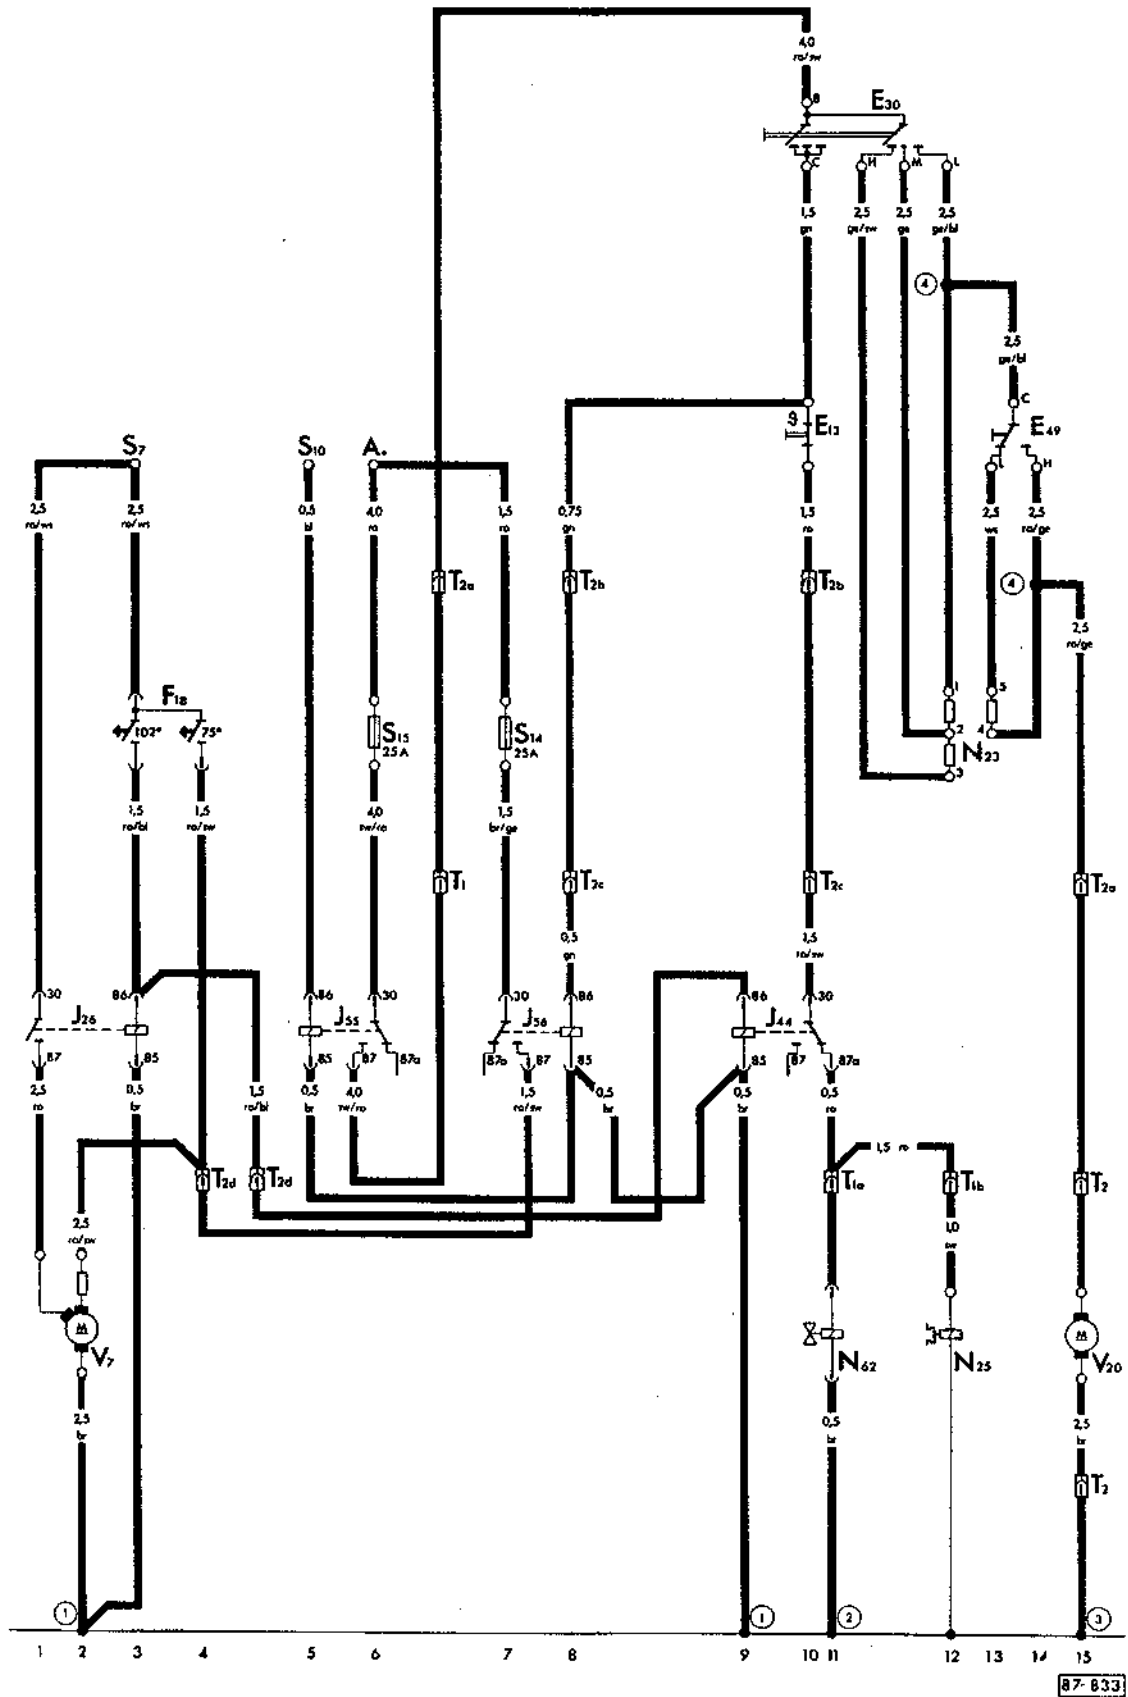 4,0
ro/sw
B
E30
C
H
M
L
1,5
gn
2,5
ge/sw
2,5
ge
2,5
ge/bl
4
2,5
ge/bl
C
E13
E49
L
H
S7
S10
A+
2,5
ro/ws
2,5
ro/ws
0,5
bl
4,0
ro
1,5
ro
0,75
gn
1,5
ro
2,5
ws
2,5
ro/ge
T2a
T2b
T2b
4
2,5
ro/ge
F18
102°
75°
S15
25A
S14
25A
1
5
2
4
N23
3
1,5
ro/bl
1,5
ro/sw
4,0
sw/ro
1,5
br/ge
T1
T2c
T2c
T2a
0,5
gn
1,5
ro/sw
30
86
86
30
30
86
86
30
J26
J55
J56
J44
87
85
85
87
87a
87a
87
85
85
87
87a
2,5
ro
0,5
br
1,5
ro/bl
0,5
br
4,0
sw/ro
1,5
ro/sw
0,5
br
0,5
br
0,5
ro
1,5 ro
T2d
T2d
T1a
T1b
T2
2,5
ro/sw
1,0
sw
M
V7
N62
N25
M
V20
2,5
br
0,5
br
2,5
br
T2
1
1
2
3
1 2 3 4 5 6 7 8 9 10 11 12 13 14 15
87-833